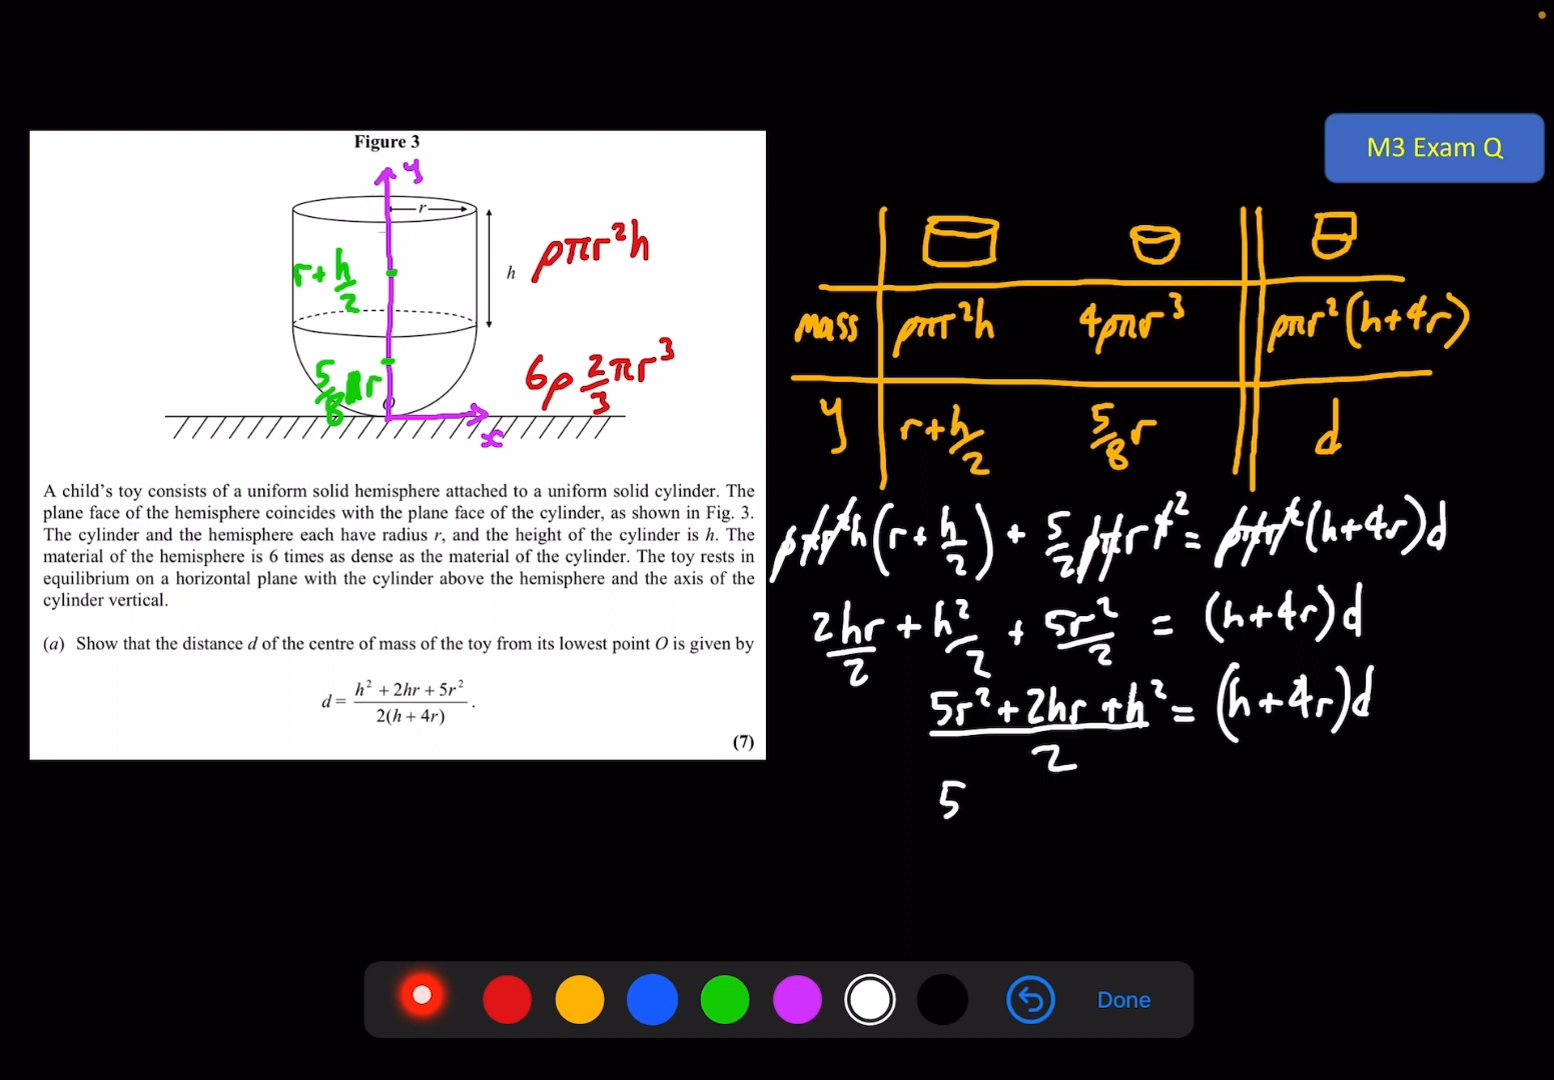 M3 Exam Q
Figure 3
y
r
h
r+h/2
ρπr²h
5/8 r
6ρ 2/3 πr³
O
x
A child’s toy consists of a uniform solid hemisphere attached to a uniform solid cylinder. The
plane face of the hemisphere coincides with the plane face of the cylinder, as shown in Fig. 3.
The cylinder and the hemisphere each have radius r, and the height of the cylinder is h. The
material of the hemisphere is 6 times as dense as the material of the cylinder. The toy rests in
equilibrium on a horizontal plane with the cylinder above the hemisphere and the axis of the
cylinder vertical.
(a) Show that the distance d of the centre of mass of the toy from its lowest point O is given by
d = (h² + 2hr + 5r²)/(2(h + 4r)) .
(7)
mass ρπr²h 4ρπr³ ρπr²(h+4r)
y r+h/2 5/8 r d
ρπr²h(r+h/2) + 5/2 ρπr r⁴² = ρπr²(h+4r)d
2hr/2 + h²/2 + 5r²/2 = (h+4r)d
(5r²+2hr+h²)/2 = (h+4r)d
5
Done